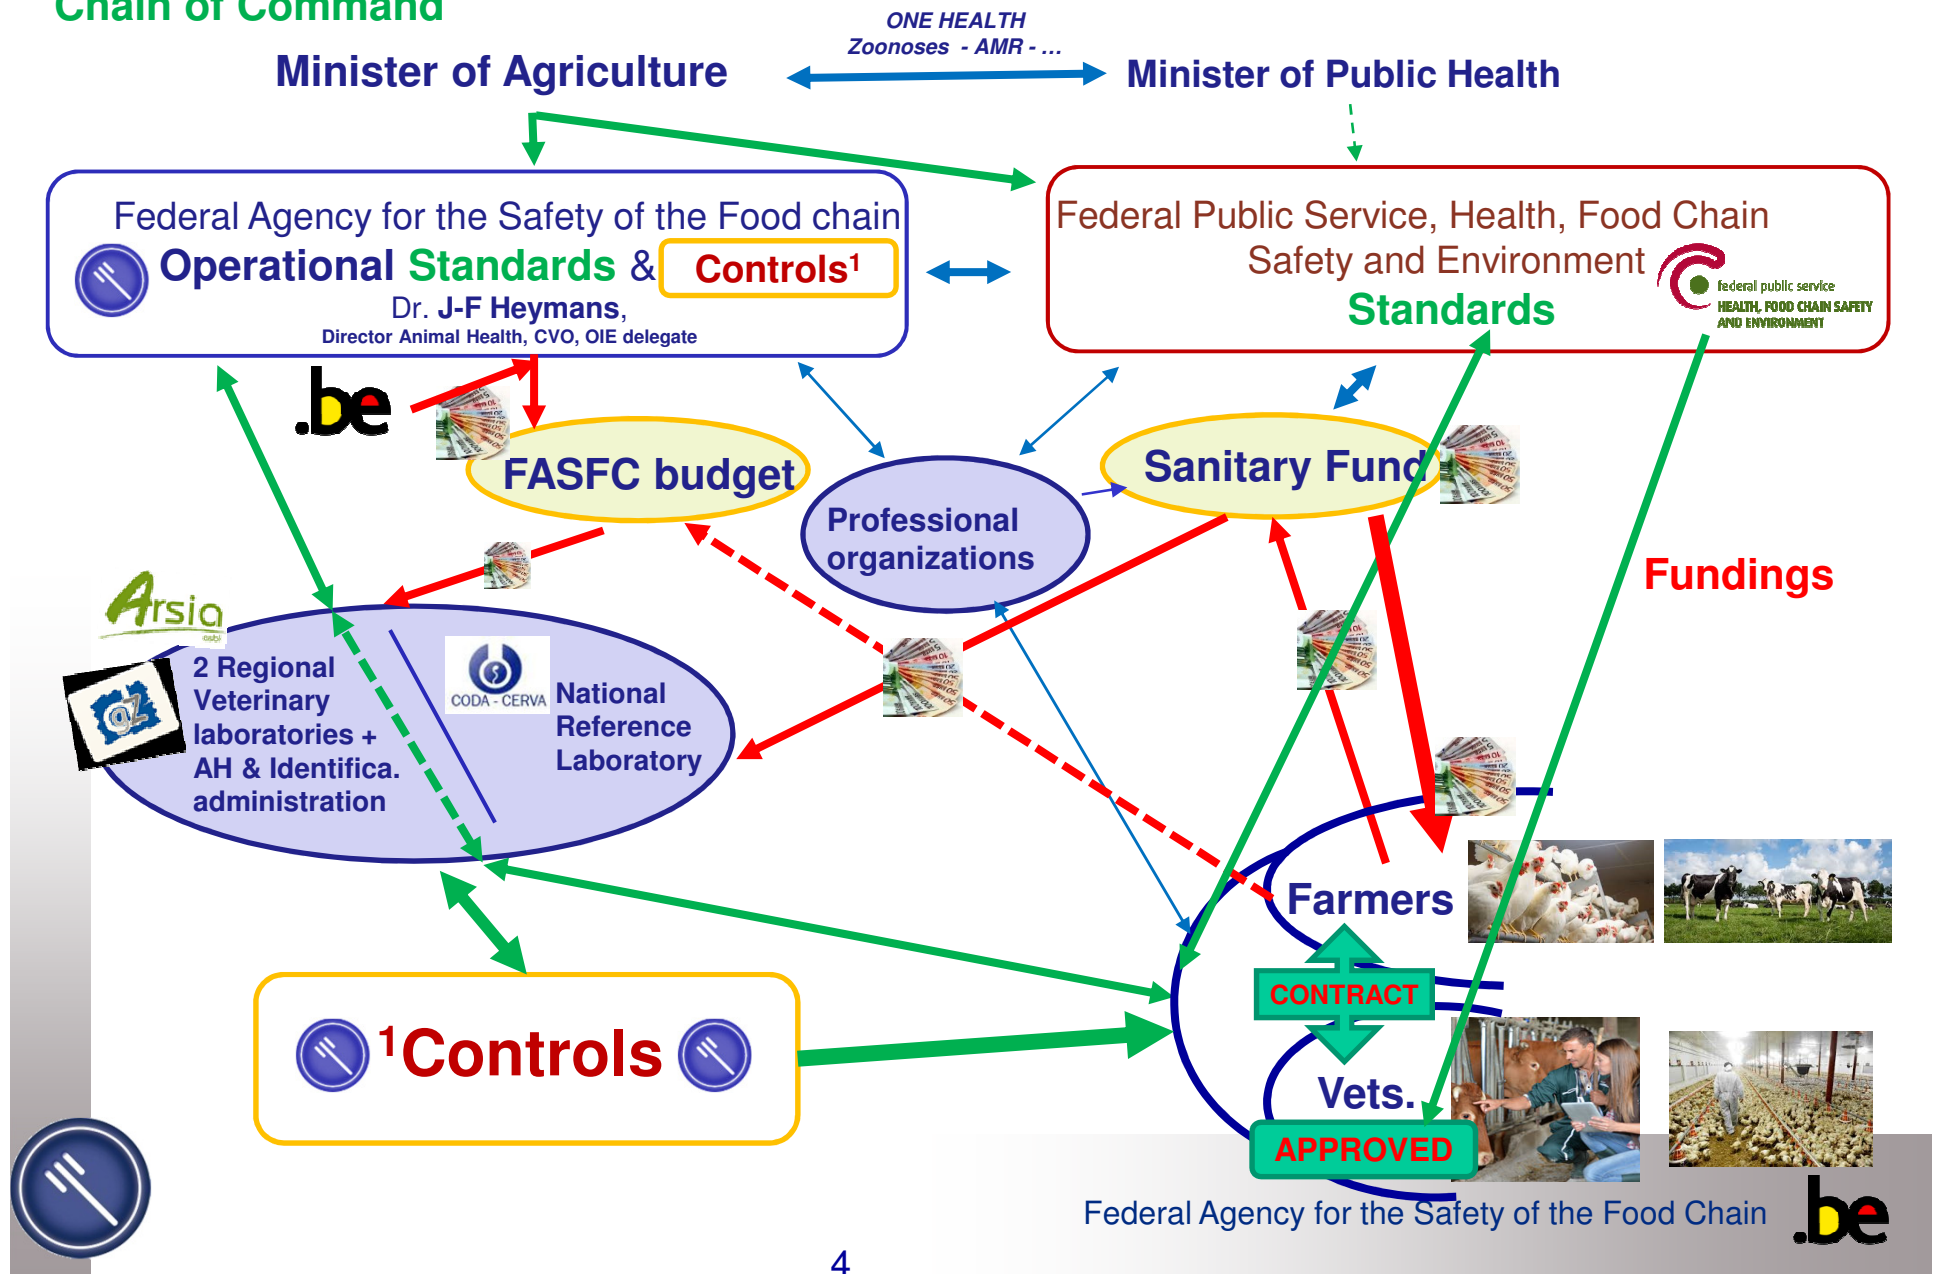 Chain of Command
ONE HEALTH
Zoonoses - AMR - ...
Minister of Agriculture
Minister of Public Health
Federal Agency for the Safety of the Food chain
Operational Standards & Controls¹
Dr. J-F Heymans,
Director Animal Health, CVO, OIE delegate
Federal Public Service, Health, Food Chain
Safety and Environment
Standards
federal public service
HEALTH, FOOD CHAIN SAFETY
AND ENVIRONMENT
.be
FASFC budget
Sanitary Fund
Professional
organizations
Fundings
Arsia
asbl
@Z
2 Regional
Veterinary
laboratories +
AH & Identifica.
administration
CODA - CERVA
National
Reference
Laboratory
Farmers
CONTRACT
Vets.
APPROVED
¹Controls
Federal Agency for the Safety of the Food Chain
.be
4